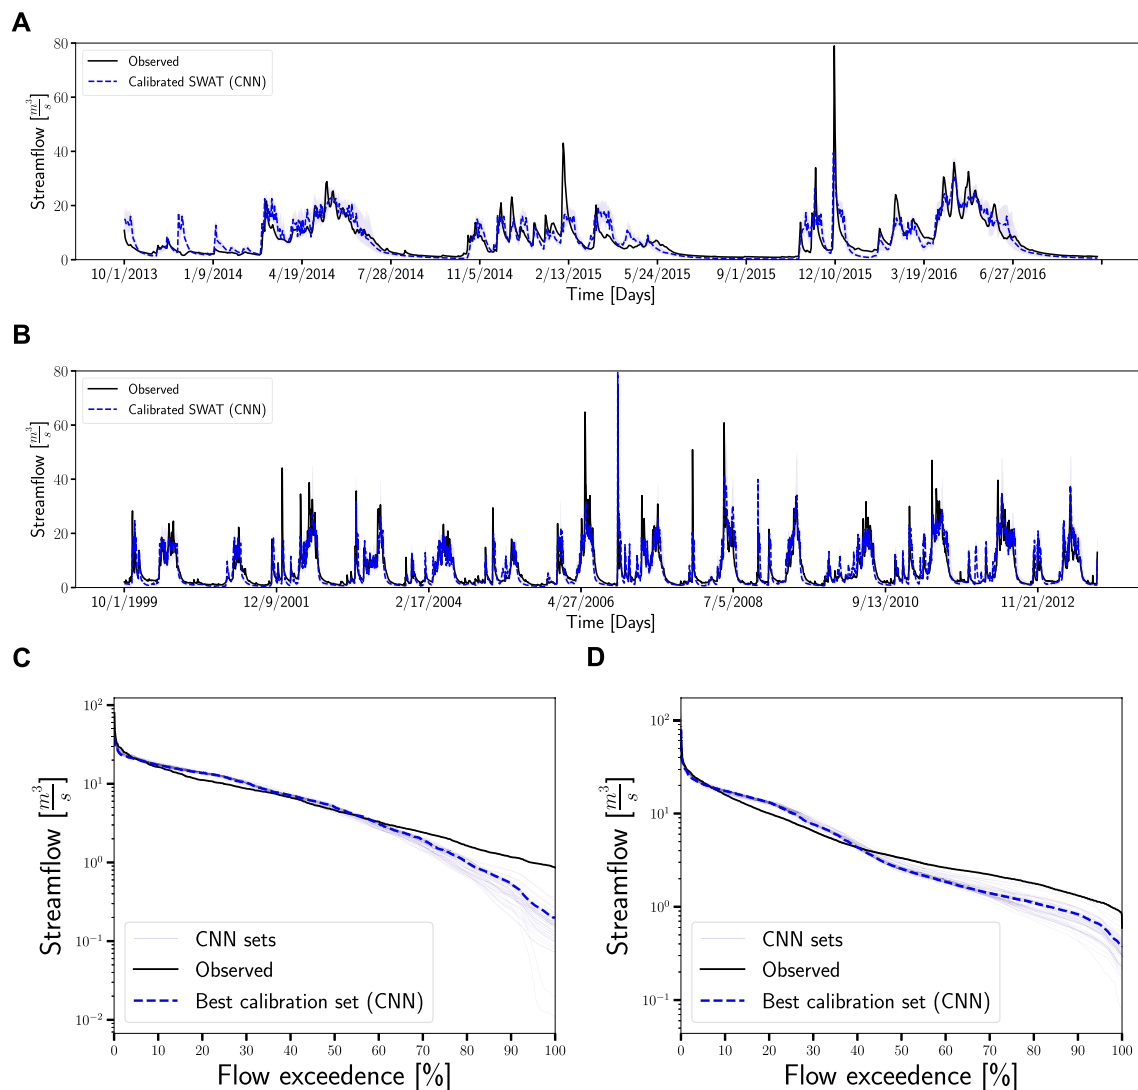 A
Streamflow [m³/s]
80
60
40
20
0
Observed
Calibrated SWAT (CNN)
10/1/2013 1/9/2014 4/19/2014 7/28/2014 11/5/2014 2/13/2015 5/24/2015 9/1/2015 12/10/2015 3/19/2016 6/27/2016
Time [Days]
B
Streamflow [m³/s]
80
60
40
20
0
Observed
Calibrated SWAT (CNN)
10/1/1999 12/9/2001 2/17/2004 4/27/2006 7/5/2008 9/13/2010 11/21/2012
Time [Days]
C
Streamflow [m³/s]
10²
10¹
10⁰
10⁻¹
10⁻²
CNN sets
Observed
Best calibration set (CNN)
0 10 20 30 40 50 60 70 80 90 100
Flow exceedence [%]
D
Streamflow [m³/s]
10²
10¹
10⁰
10⁻¹
CNN sets
Observed
Best calibration set (CNN)
0 10 20 30 40 50 60 70 80 90 100
Flow exceedence [%]